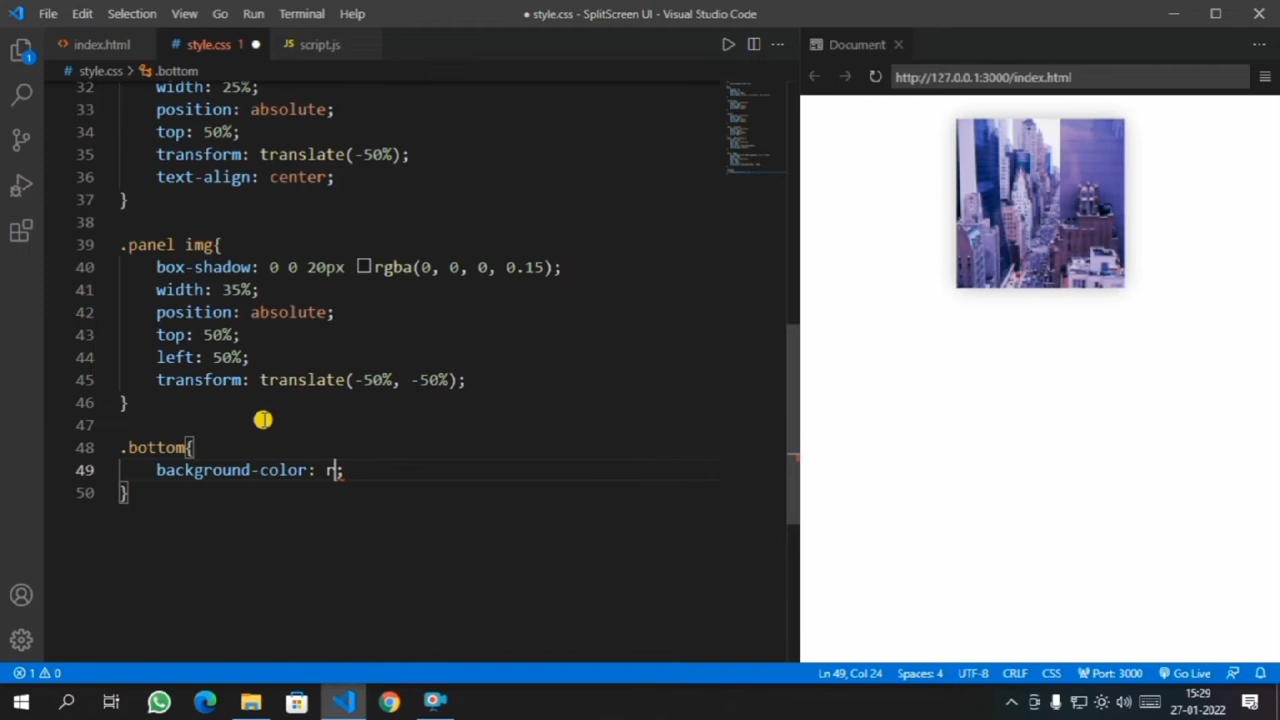 File Edit Selection View Go Run Terminal Help
● style.css - SplitScreen UI - Visual Studio Code
index.html
# style.css 1 ●
JS script.js
Document
# style.css > .bottom
http://127.0.0.1:3000/index.html
32 width: 25%;
33 position: absolute;
34 top: 50%;
35 transform: translate(-50%);
36 text-align: center;
37 }
38
39 .panel img{
40 box-shadow: 0 0 20px rgba(0, 0, 0, 0.15);
41 width: 35%;
42 position: absolute;
43 top: 50%;
44 left: 50%;
45 transform: translate(-50%, -50%);
46 }
47
48 .bottom{
49 background-color: r;
50 }
1
1 0
Ln 49, Col 24 Spaces: 4 UTF-8 CRLF CSS Port: 3000 Go Live
15:29
27-01-2022